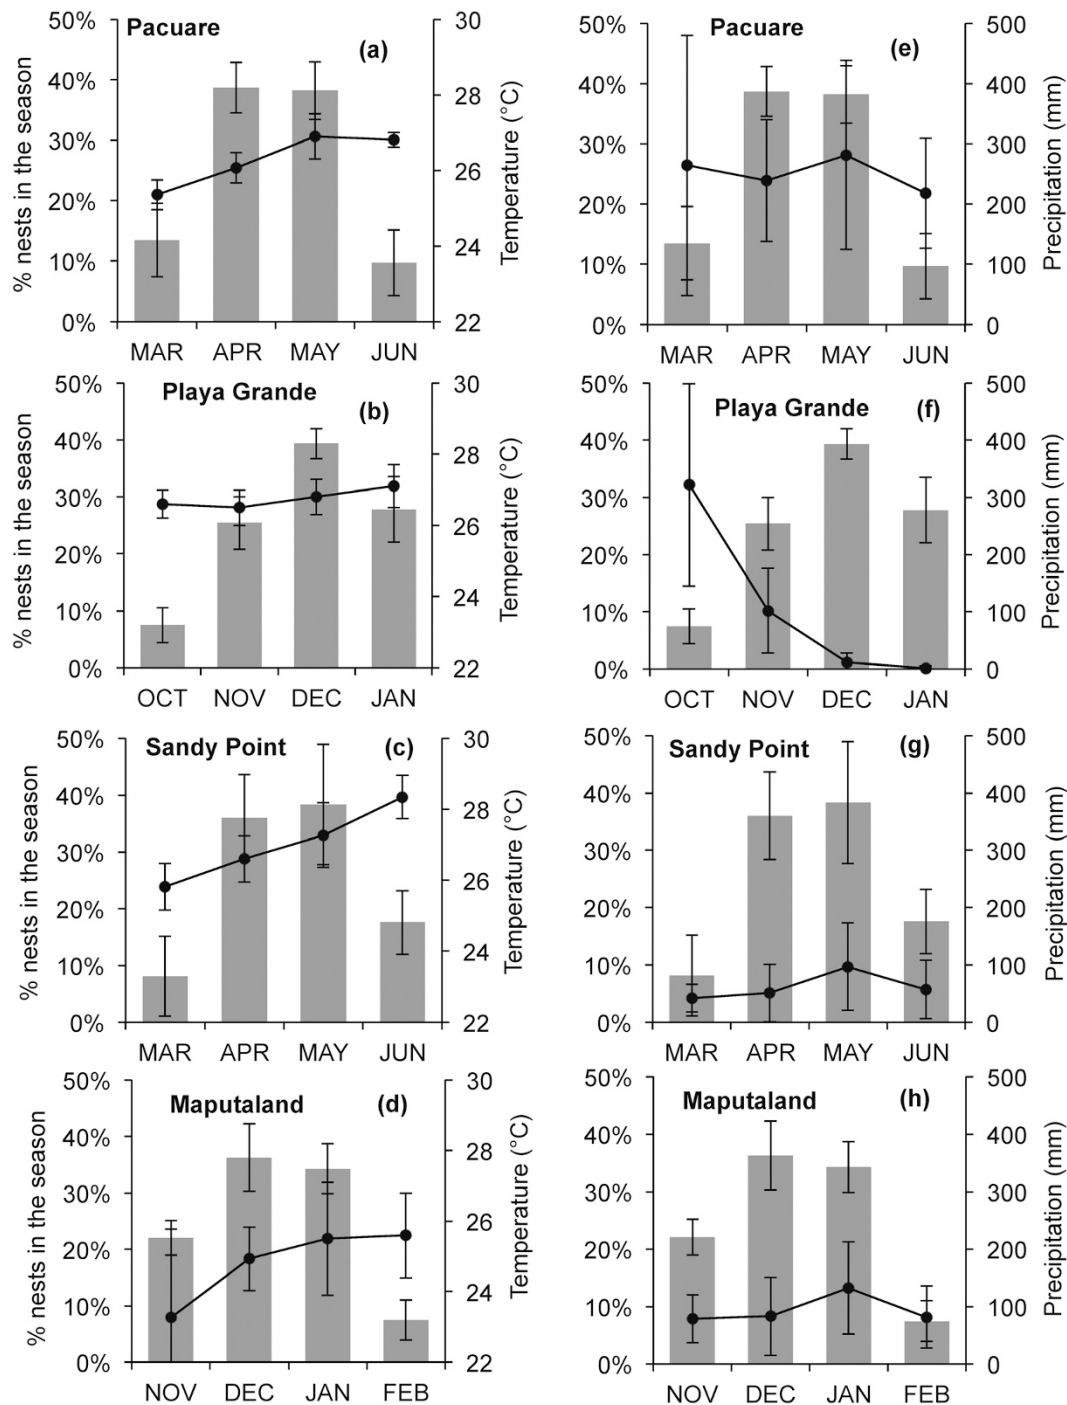 Pacuare
(a)
% nests in the season
50%
40%
30%
20%
10%
0%
30
28
26
24
22
Temperature (°C)
MAR APR MAY JUN
Pacuare
(e)
50%
40%
30%
20%
10%
0%
500
400
300
200
100
0
Precipitation (mm)
MAR APR MAY JUN
Playa Grande
(b)
% nests in the season
50%
40%
30%
20%
10%
0%
30
28
26
24
22
Temperature (°C)
OCT NOV DEC JAN
Playa Grande
(f)
50%
40%
30%
20%
10%
0%
500
400
300
200
100
0
Precipitation (mm)
OCT NOV DEC JAN
Sandy Point
(c)
% nests in the season
50%
40%
30%
20%
10%
0%
30
28
26
24
22
Temperature (°C)
MAR APR MAY JUN
Sandy Point
(g)
50%
40%
30%
20%
10%
0%
500
400
300
200
100
0
Precipitation (mm)
MAR APR MAY JUN
Maputaland
(d)
% nests in the season
50%
40%
30%
20%
10%
0%
30
28
26
24
22
Temperature (°C)
NOV DEC JAN FEB
Maputaland
(h)
50%
40%
30%
20%
10%
0%
500
400
300
200
100
0
Precipitation (mm)
NOV DEC JAN FEB